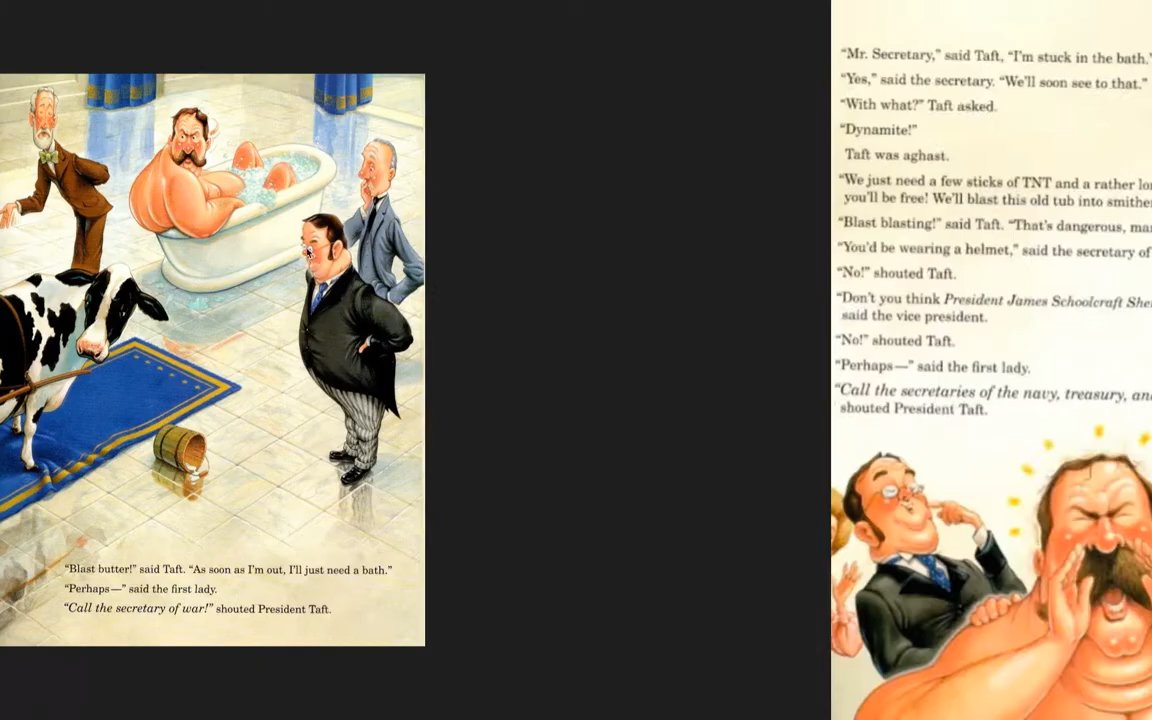 “Blast butter!” said Taft. “As soon as I’m out, I’ll just need a bath.”
“Perhaps—” said the first lady.
“Call the secretary of war!” shouted President Taft.
“Mr. Secretary,” said Taft, “I’m stuck in the bath.”
“Yes,” said the secretary. “We’ll soon see to that.”
“With what?” Taft asked.
“Dynamite!”
Taft was aghast.
“We just need a few sticks of TNT and a rather
you’ll be free! We’ll blast this old tub into
“Blast blasting!” said Taft. “That’s dangerous,
“You’d be wearing a helmet,” said the secretary of
“No!” shouted Taft.
“Don’t you think President James Schoolcraft
said the vice president.
“No!” shouted Taft.
“Perhaps—” said the first lady.
“Call the secretaries of the navy, treasury,
shouted President Taft.